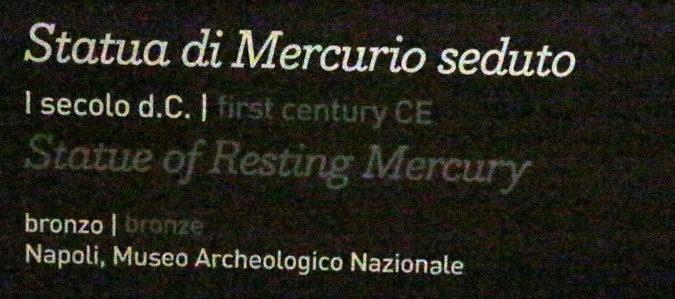 Statua di Mercurio seduto
I secolo d.C. | first century CE
Statue of Resting Mercury
bronzo | bronze
Napoli, Museo Archeologico Nazionale